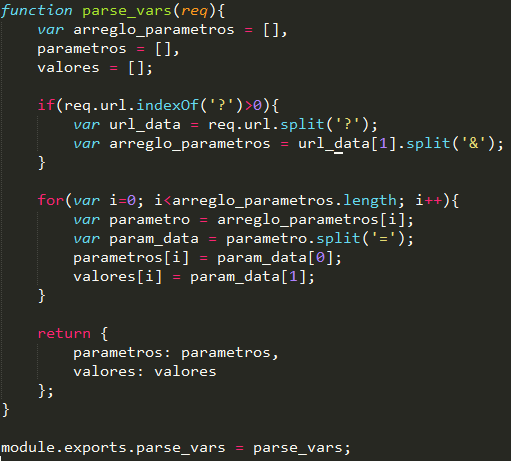 function parse_vars(req){
    var arreglo_parametros = [],
    parametros = [],
    valores = [];

    if(req.url.indexOf('?')>0){
        var url_data = req.url.split('?');
        var arreglo_parametros = url_data[1].split('&');
    }

    for(var i=0; i<arreglo_parametros.length; i++){
        var parametro = arreglo_parametros[i];
        var param_data = parametro.split('=');
        parametros[i] = param_data[0];
        valores[i] = param_data[1];
    }

    return {
        parametros: parametros,
        valores: valores
    };
}

module.exports.parse_vars = parse_vars;